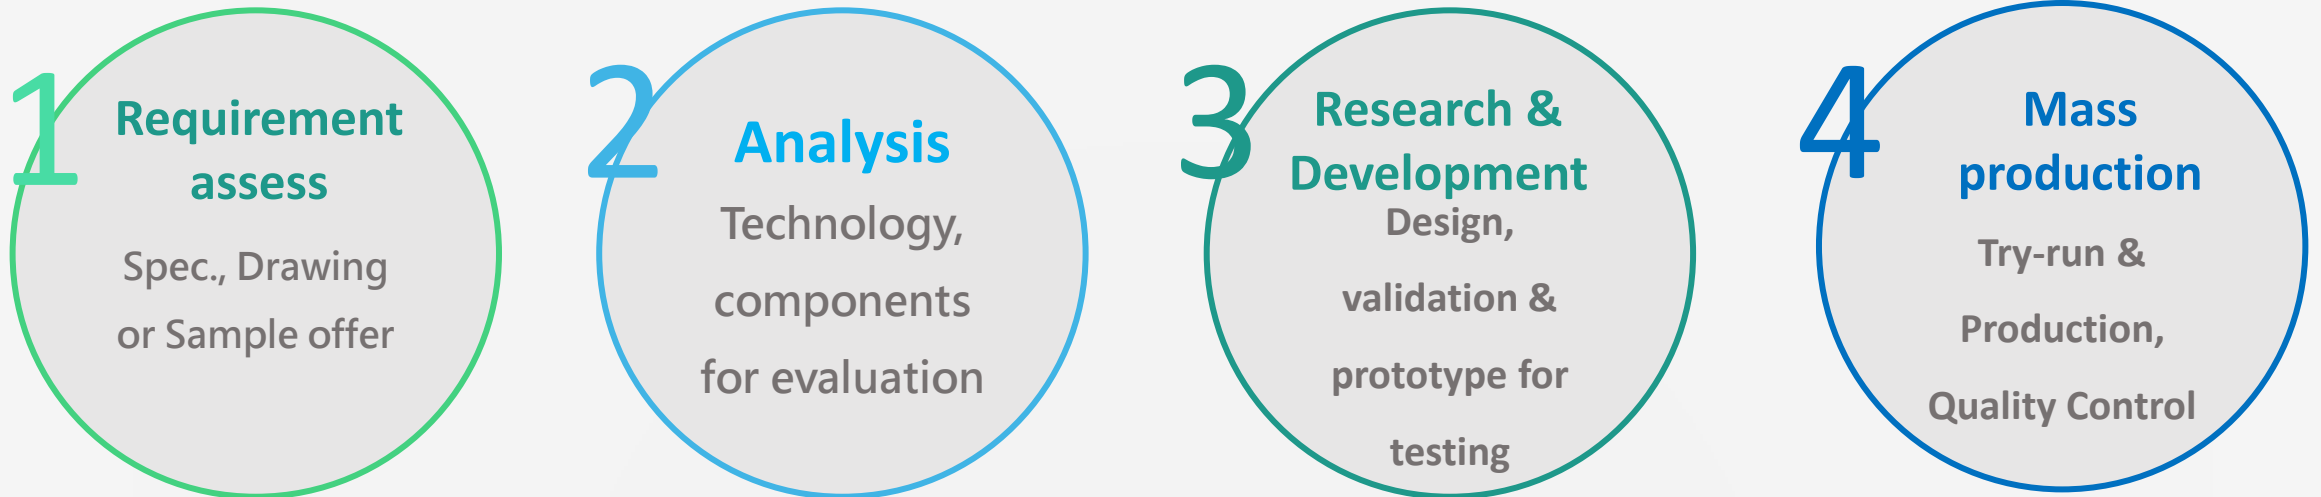 1
Requirement
assess
Spec., Drawing
or Sample offer
2
Analysis
Technology,
components
for evaluation
3
Research &
Development
Design,
validation &
prototype for
testing
4
Mass
production
Try-run &
Production,
Quality Control